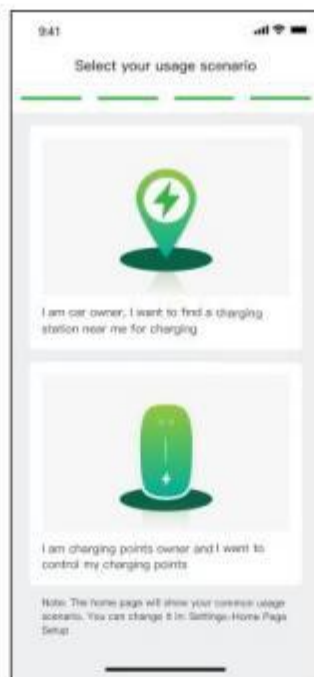 9:41
Select your usage scenario
I am car owner, I want to find a charging
station near me for charging
I am charging points owner and I want to
control my charging points
Note: The home page will show your common usage
scenario. You can change it in: Settings-Home Page
Setup